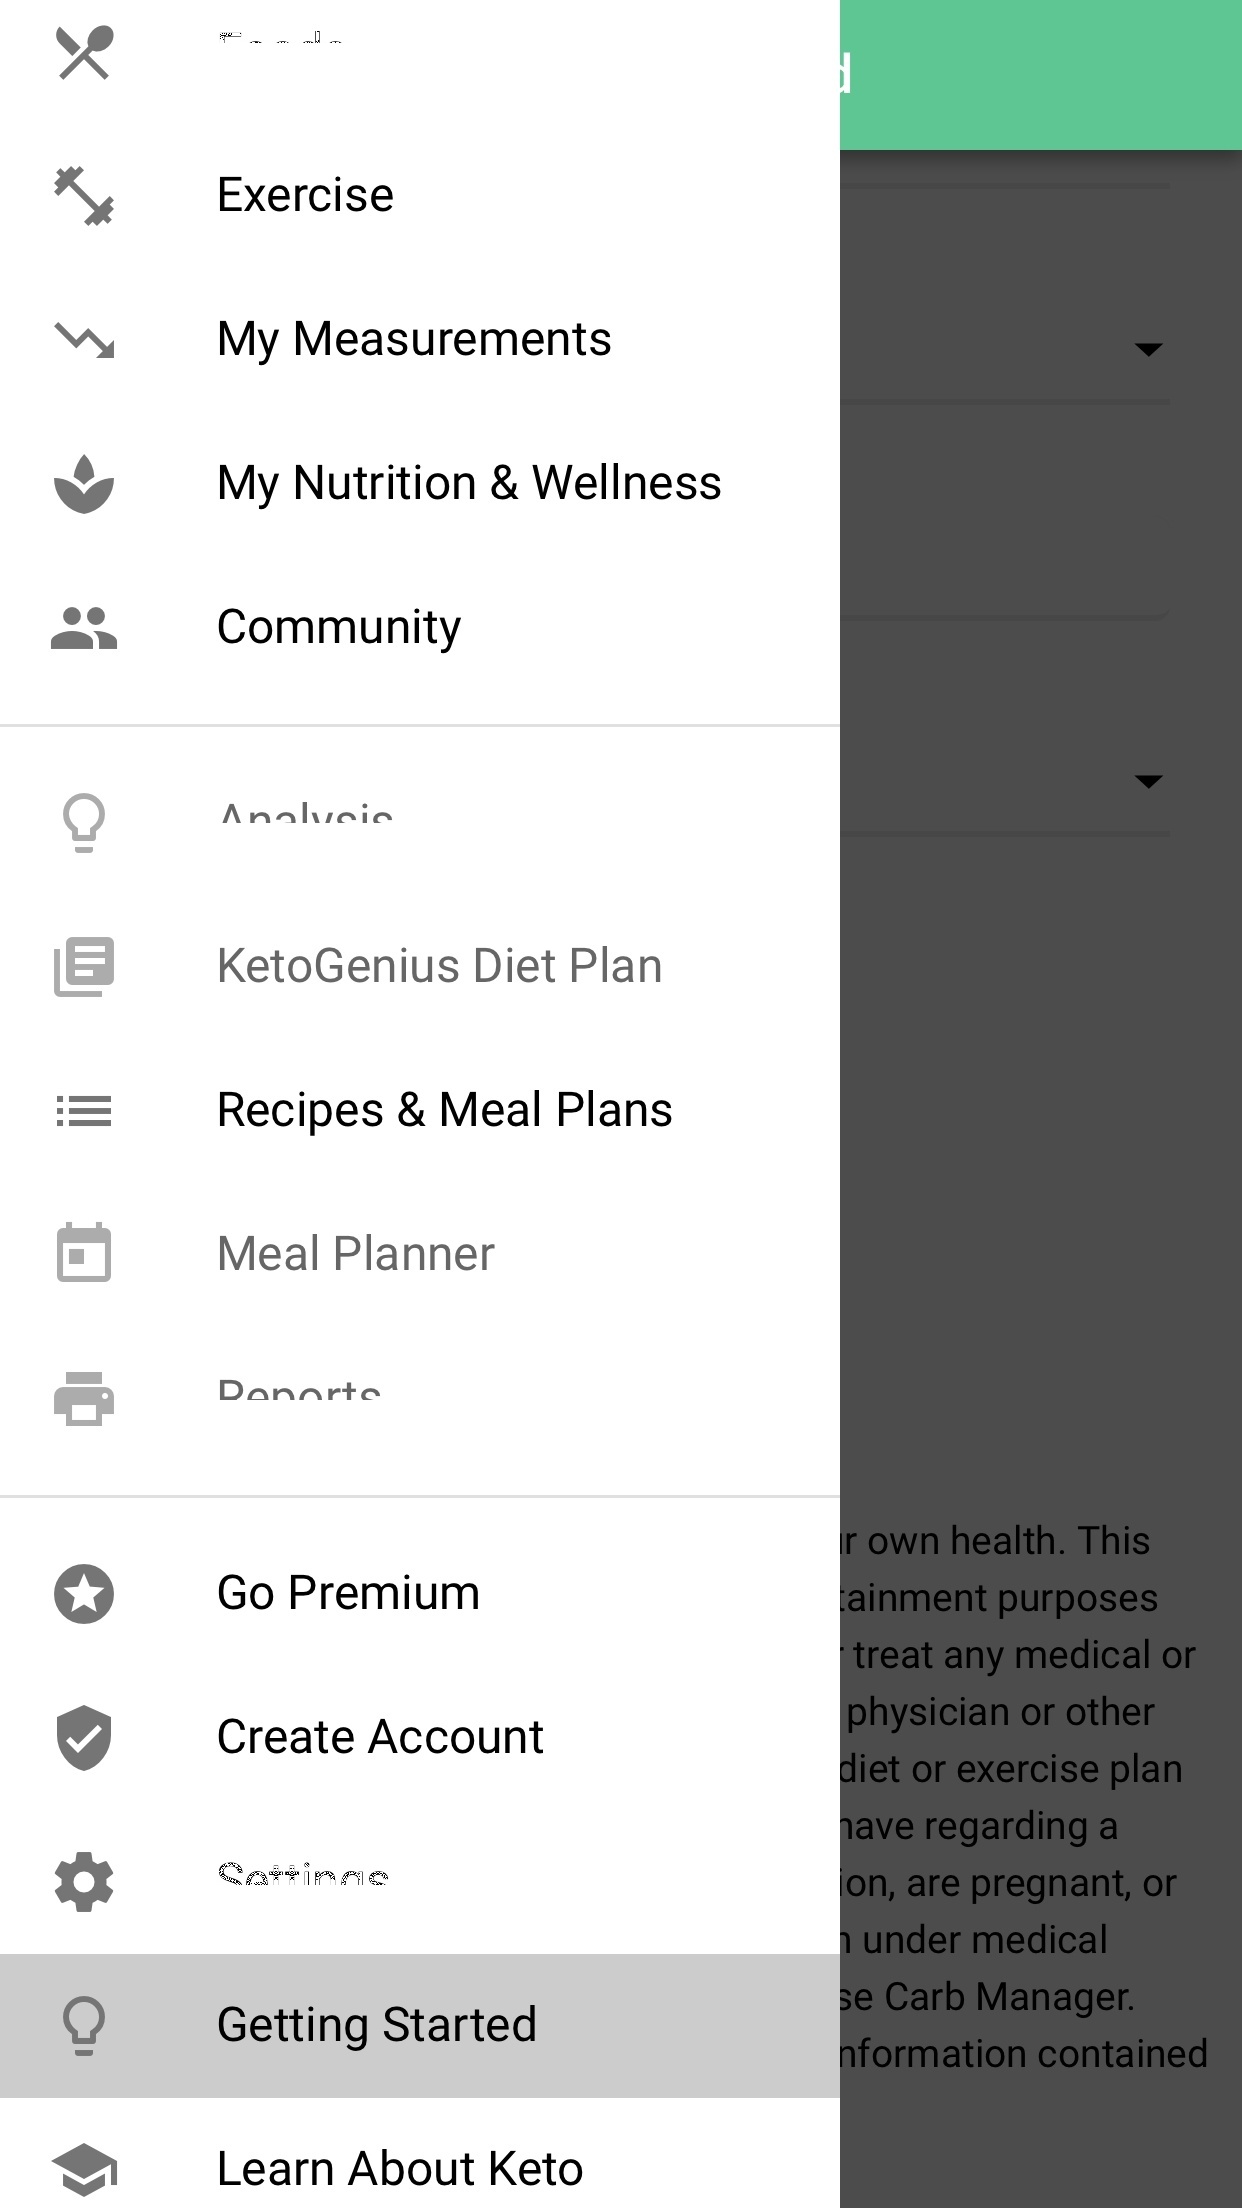 d
Exercise
My Measurements
My Nutrition & Wellness
Community
Analysis
KetoGenius Diet Plan
Recipes & Meal Plans
Meal Planner
Reports
Go Premium
Create Account
Settings
Getting Started
Learn About Keto
r own health. This
tainment purposes
treat any medical or
physician or other
diet or exercise plan
have regarding a
ion, are pregnant, or
under medical
se Carb Manager.
nformation contained